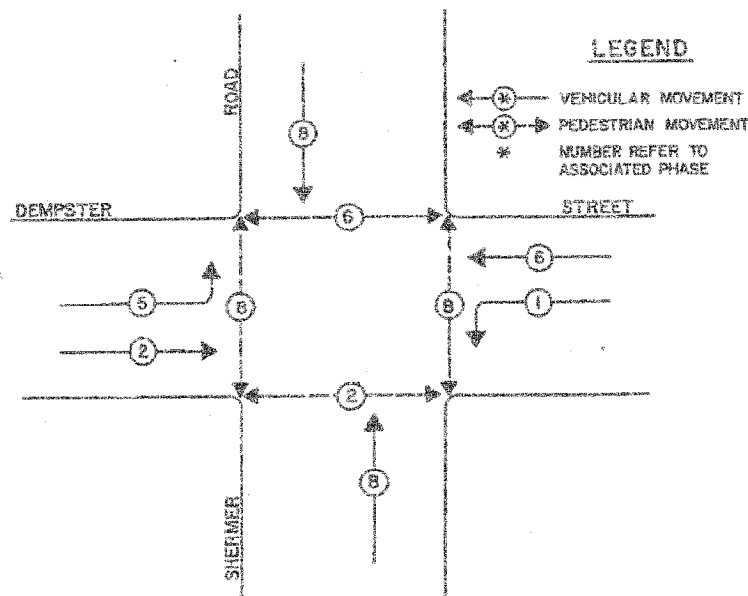 LEGEND
* VEHICULAR MOVEMENT
* PEDESTRIAN MOVEMENT
* NUMBER REFER TO
ASSOCIATED PHASE
ROAD
8
DEMPSTER
STREET
6
6
5
8
8
1
2
2
8
SHERMER